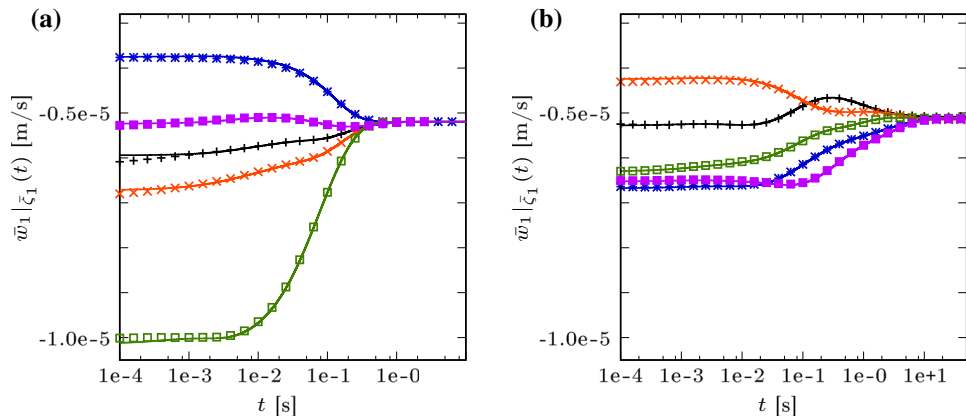 (a)
-0.5e-5
-1.0e-5
w̄₁|ζ̄₁ (t) [m/s]
1e-4 1e-3 1e-2 1e-1 1e-0
t [s]
(b)
-0.5e-5
-1.0e-5
w̄₁|ζ̄₁ (t) [m/s]
1e-4 1e-3 1e-2 1e-1 1e-0 1e+1
t [s]